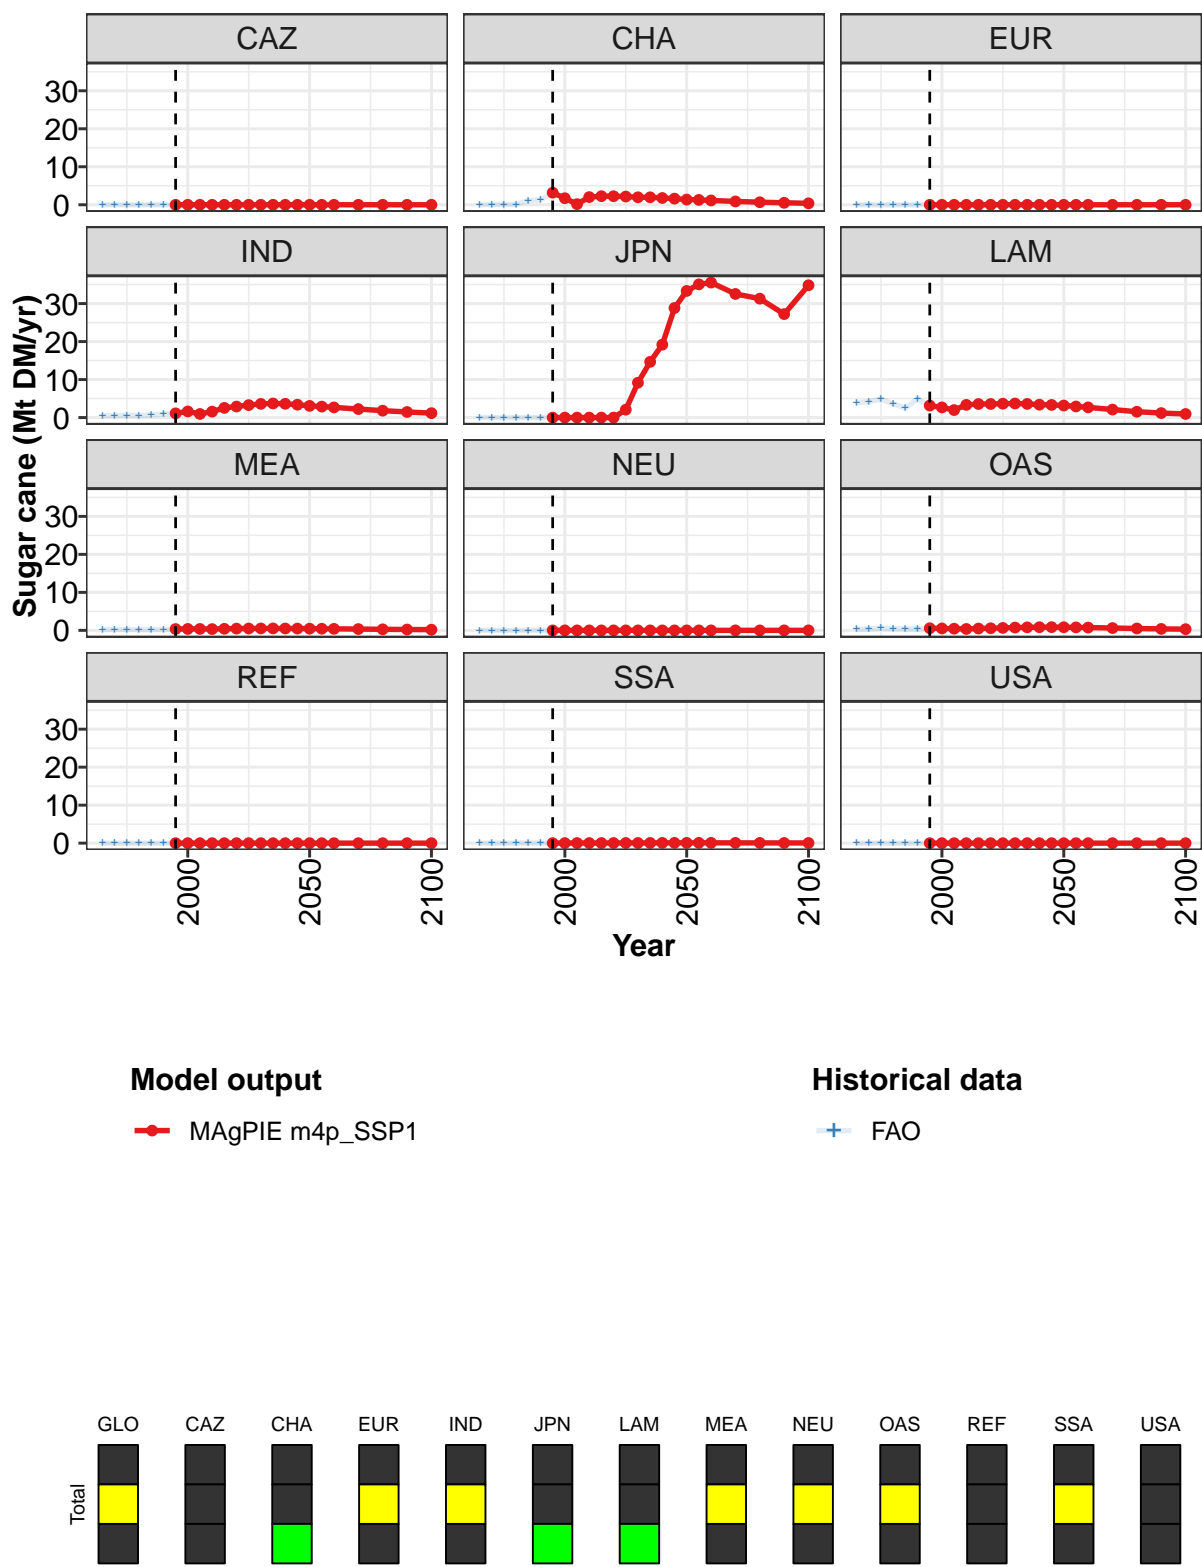 CAZ CHA EUR
30
20
10
0
IND JPN LAM
30
20
10
0
MEA NEU OAS
30
20
10
0
REF SSA USA
30
20
10
0
Sugar cane (Mt DM/yr)
2000 2050 2100 2000 2050 2100 2000 2050 2100
Year
Model output Historical data
MAgPIE m4p_SSP1 FAO
GLO CAZ CHA EUR IND JPN LAM MEA NEU OAS REF SSA USA
Total